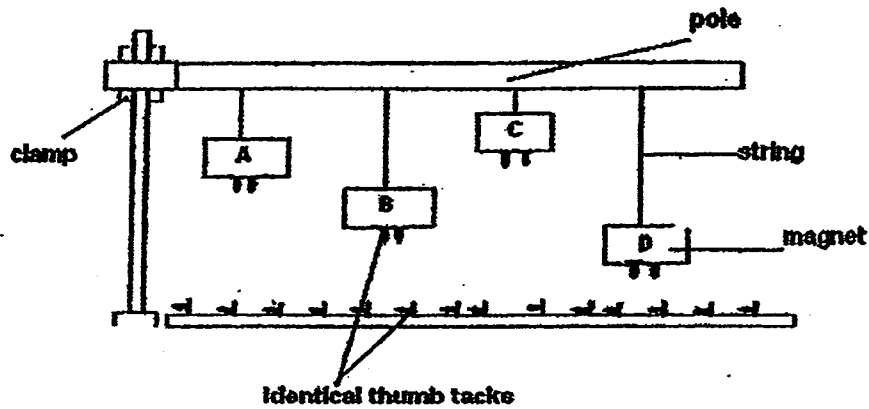 pole
C
clamp
A
string
B
D
magnet
identical thumb tacks